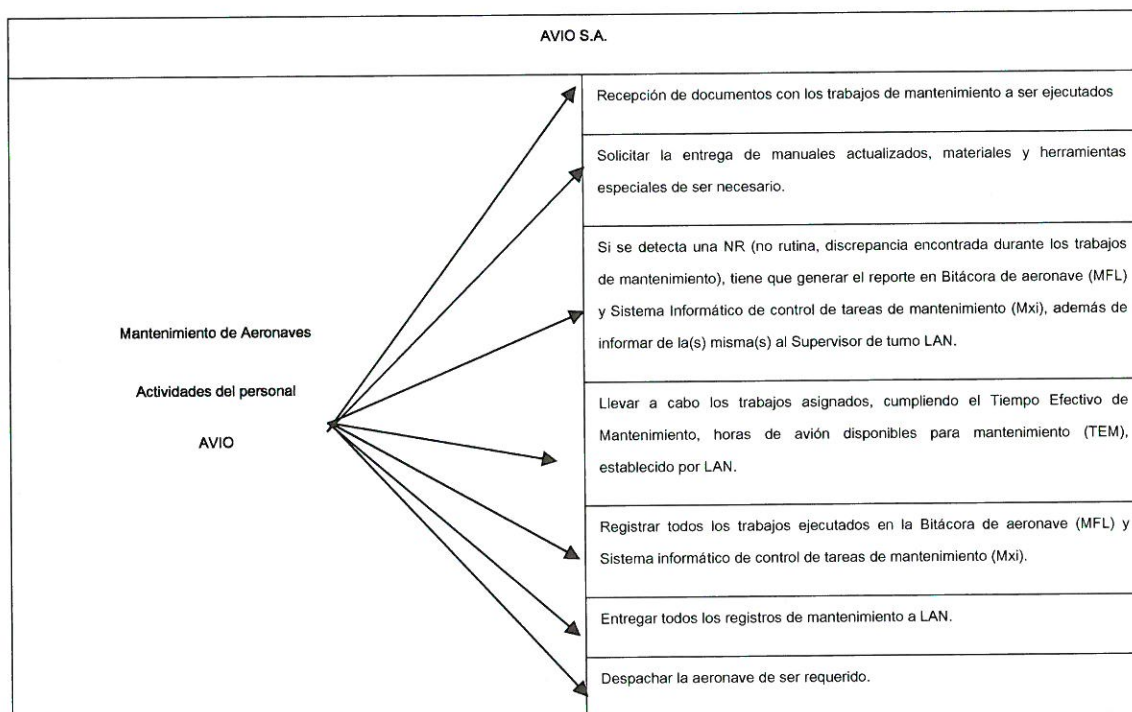 AVIO S.A.
Mantenimiento de Aeronaves
Actividades del personal
AVIO
Recepción de documentos con los trabajos de mantenimiento a ser ejecutados
Solicitar la entrega de manuales actualizados, materiales y herramientas
especiales de ser necesario.
Si se detecta una NR (no rutina, discrepancia encontrada durante los trabajos
de mantenimiento), tiene que generar el reporte en Bitácora de aeronave (MFL)
y Sistema Informático de control de tareas de mantenimiento (Mxi), además de
informar de la(s) misma(s) al Supervisor de turno LAN.
Llevar a cabo los trabajos asignados, cumpliendo el Tiempo Efectivo de
Mantenimiento, horas de avión disponibles para mantenimiento (TEM),
establecido por LAN.
Registrar todos los trabajos ejecutados en la Bitácora de aeronave (MFL) y
Sistema informático de control de tareas de mantenimiento (Mxi).
Entregar todos los registros de mantenimiento a LAN.
Despachar la aeronave de ser requerido.